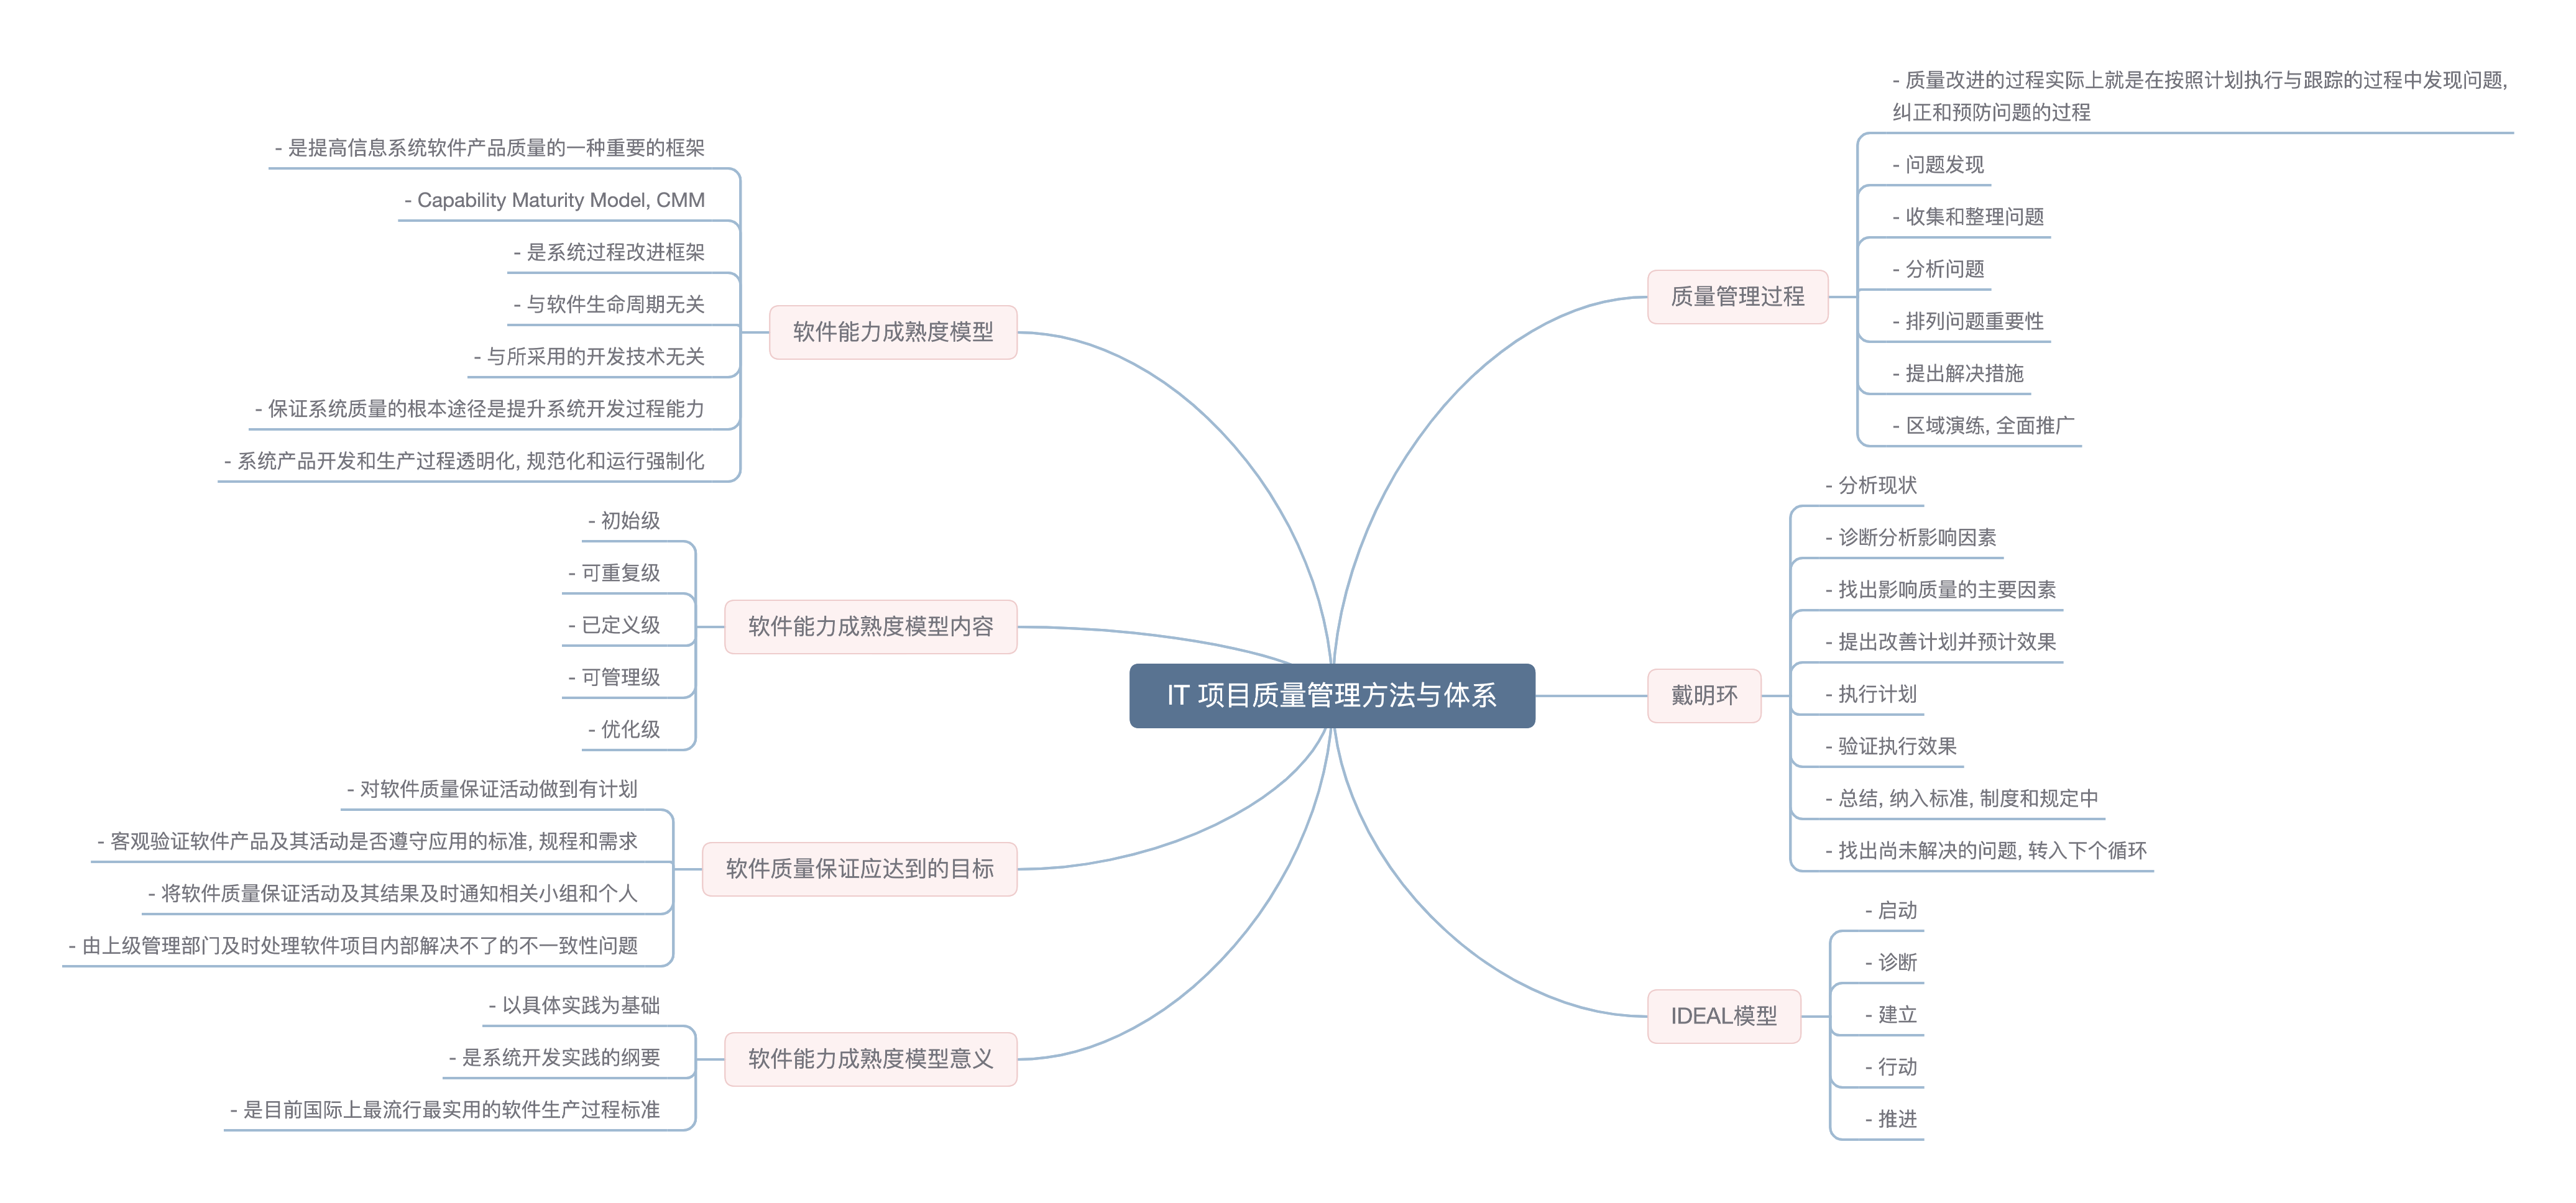 IT 项目质量管理方法与体系
质量管理过程
- 质量改进的过程实际上就是在按照计划执行与跟踪的过程中发现问题,
纠正和预防问题的过程
- 问题发现
- 收集和整理问题
- 分析问题
- 排列问题重要性
- 提出解决措施
- 区域演练, 全面推广
戴明环
- 分析现状
- 诊断分析影响因素
- 找出影响质量的主要因素
- 提出改善计划并预计效果
- 执行计划
- 验证执行效果
- 总结, 纳入标准, 制度和规定中
- 找出尚未解决的问题, 转入下个循环
IDEAL模型
- 启动
- 诊断
- 建立
- 行动
- 推进
软件能力成熟度模型
- 是提高信息系统软件产品质量的一种重要的框架
- Capability Maturity Model, CMM
- 是系统过程改进框架
- 与软件生命周期无关
- 与所采用的开发技术无关
- 保证系统质量的根本途径是提升系统开发过程能力
- 系统产品开发和生产过程透明化, 规范化和运行强制化
软件能力成熟度模型内容
- 初始级
- 可重复级
- 已定义级
- 可管理级
- 优化级
软件质量保证应达到的目标
- 对软件质量保证活动做到有计划
- 客观验证软件产品及其活动是否遵守应用的标准, 规程和需求
- 将软件质量保证活动及其结果及时通知相关小组和个人
- 由上级管理部门及时处理软件项目内部解决不了的不一致性问题
软件能力成熟度模型意义
- 以具体实践为基础
- 是系统开发实践的纲要
- 是目前国际上最流行最实用的软件生产过程标准